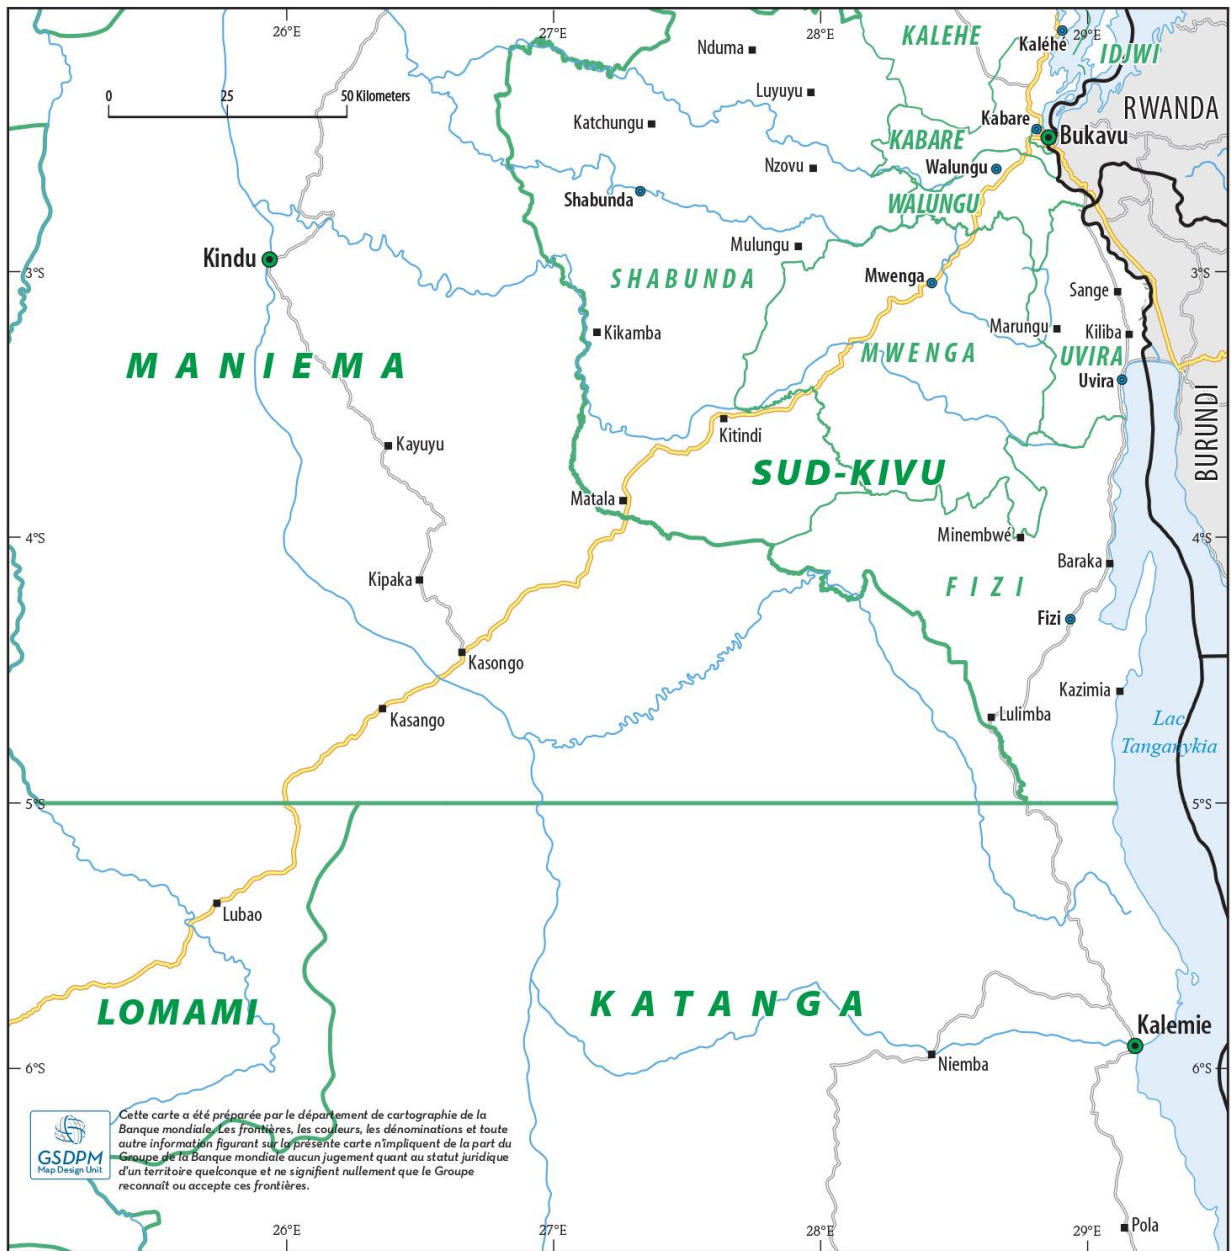 26°E
27°E
28°E
29°E
Nduma
KALEHE
Kaléhé
IDJWI
0
25
50 Kilometers
Luyuyu
RWANDA
Katchungu
Kabare
Bukavu
KABARE
Nzovu
Walungu
Shabunda
WALUNGU
Mulungu
Kindu
3°S
SHABUNDA
Mwenga
3°S
Sange
Kikamba
Marungu
Kiliba
MANIEMA
MWENGA
UVIRA
Uvira
BURUNDI
Kitindi
Kayuyu
SUD-KIVU
Matala
4°S
Minembwé
4°S
Baraka
Kipaka
FIZI
Fizi
Kasongo
Kazimia
Kasango
Lulimba
Lac
Tanganykia
5°S
5°S
Lubao
LOMAMI
KATANGA
Kalemie
6°S
Niemba
6°S
Cette carte a été préparée par le département de cartographie de la
Banque mondiale. Les frontières, les couleurs, les dénominations et toute
autre information figurant sur la présente carte n'impliquent de la part du
Groupe de la Banque mondiale aucun jugement quant au statut juridique
d'un territoire quelconque et ne signifient nullement que le Groupe
reconnaît ou accepte ces frontières.
GSDPM
Map Design Unit
26°E
27°E
28°E
29°E
Pola